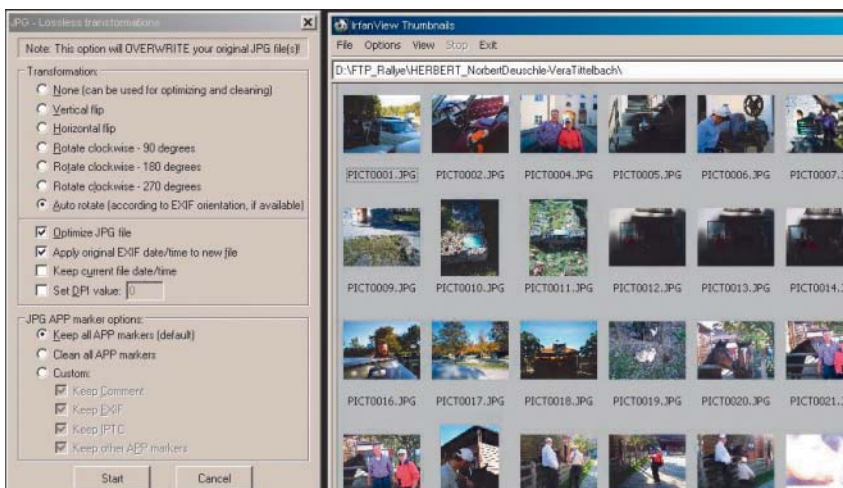 JPG - Lossless transformations
Note: This option will OVERWRITE your original JPG file(s)!
Transformation:
None (can be used for optimizing and cleaning)
Vertical flip
Horizontal flip
Rotate clockwise - 90 degrees
Rotate clockwise - 180 degrees
Rotate clockwise - 270 degrees
Auto rotate (according to EXIF orientation, if available)
Optimize JPG file
Apply original EXIF date/time to new file
Keep current file date/time
Set DPI value: 0
JPG APP marker options:
Keep all APP markers (default)
Clean all APP markers
Custom:
Keep Comment
Keep EXIF
Keep IPTC
Keep other APP markers
Start Cancel
IrfanView Thumbnails
File Options View Stop Exit
D:\FTP_Rallye\HERBERT_NorbertDeuschle-VeraTittelbach\
PICT0001.JPG PICT0002.JPG PICT0004.JPG PICT0005.JPG PICT0006.JPG PICT0007.J
PICT0009.JPG PICT0010.JPG PICT0011.JPG PICT0012.JPG PICT0013.JPG PICT0014.
PICT0016.JPG PICT0017.JPG PICT0018.JPG PICT0019.JPG PICT0020.JPG PICT0021.